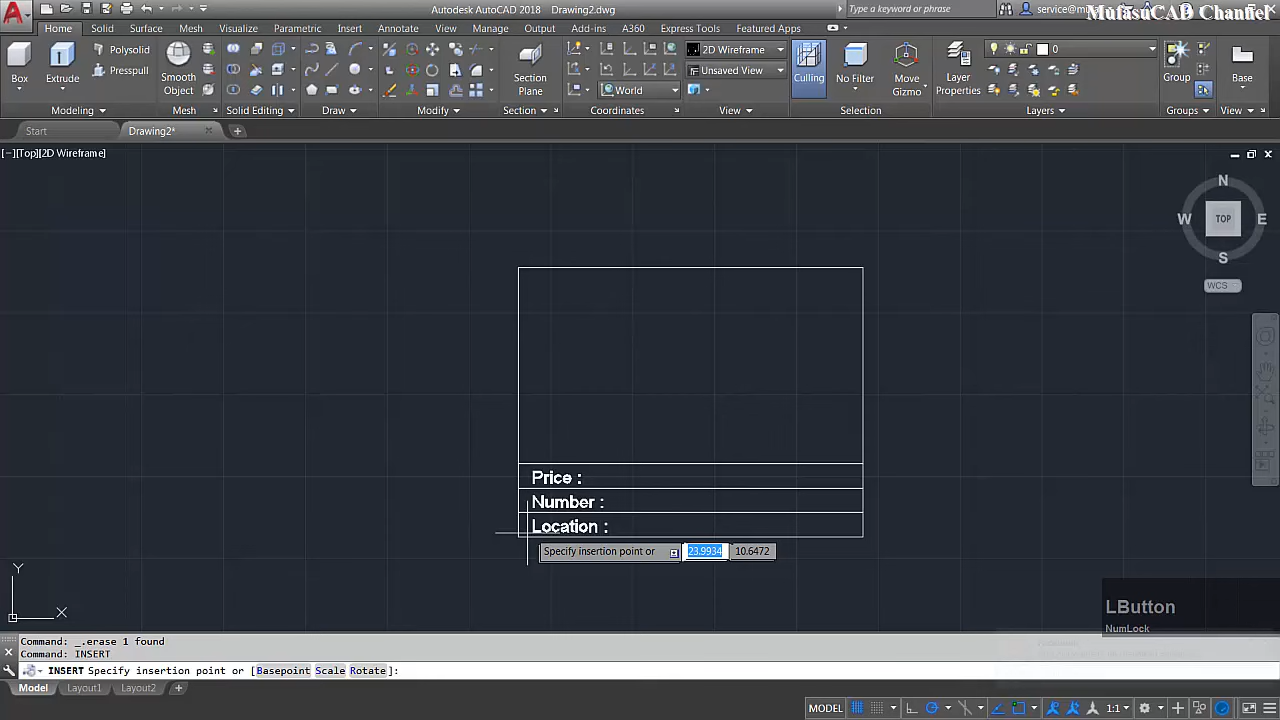 Autodesk AutoCAD 2018 Drawing2.dwg
Type a keyword or phrase
service@mufas
MufasuCAD Channel
Home Solid Surface Mesh Visualize Parametric Insert Annotate View Manage Output Add-ins A360 Express Tools Featured Apps
Polysolid
Presspull
Box
Extrude
Smooth
Object
Section
Plane
2D Wireframe
Unsaved View
World
Culling
No Filter
Move
Gizmo
Layer
Properties
0
Group
Base
Modeling Mesh Solid Editing Draw Modify Section Coordinates View Selection Layers Groups View
Start Drawing2*
[−][Top][2D Wireframe]
N
W TOP E
S
WCS
Price :
Number :
Location :
Specify insertion point or 23.9934 10.6472
Y
X
LButton
NumLock
Command: _.erase 1 found
Command: INSERT
INSERT Specify insertion point or [Basepoint Scale Rotate]:
Model Layout1 Layout2
MODEL 1:1